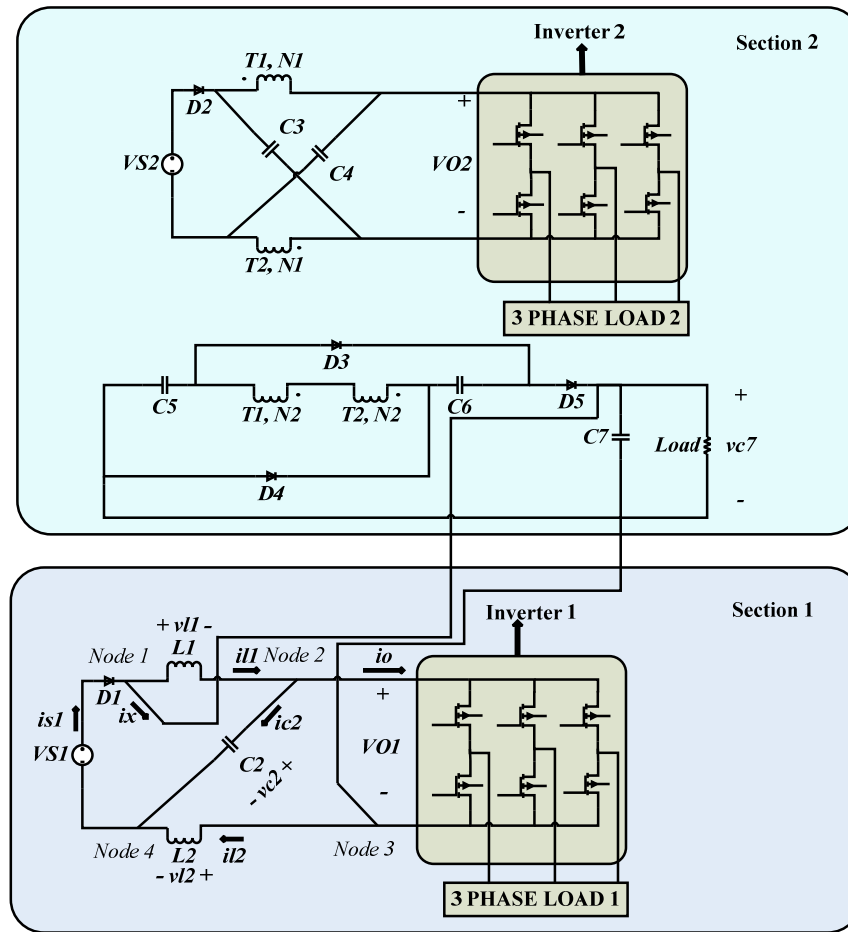 Inverter 2
Section 2
T1, N1
D2
C3
C4
VS2
+
VO2
-
T2, N1
3 PHASE LOAD 2
D3
C5
T1, N2
T2, N2
C6
D5
C7
Load
+
vc7
-
D4
Section 1
Inverter 1
+ vl1 -
L1
Node 1
il1
Node 2
io
D1
ix
is1
ic2
+
VS1
C2
VO1
- vc2 +
-
Node 4
L2
il2
Node 3
- vl2 +
3 PHASE LOAD 1